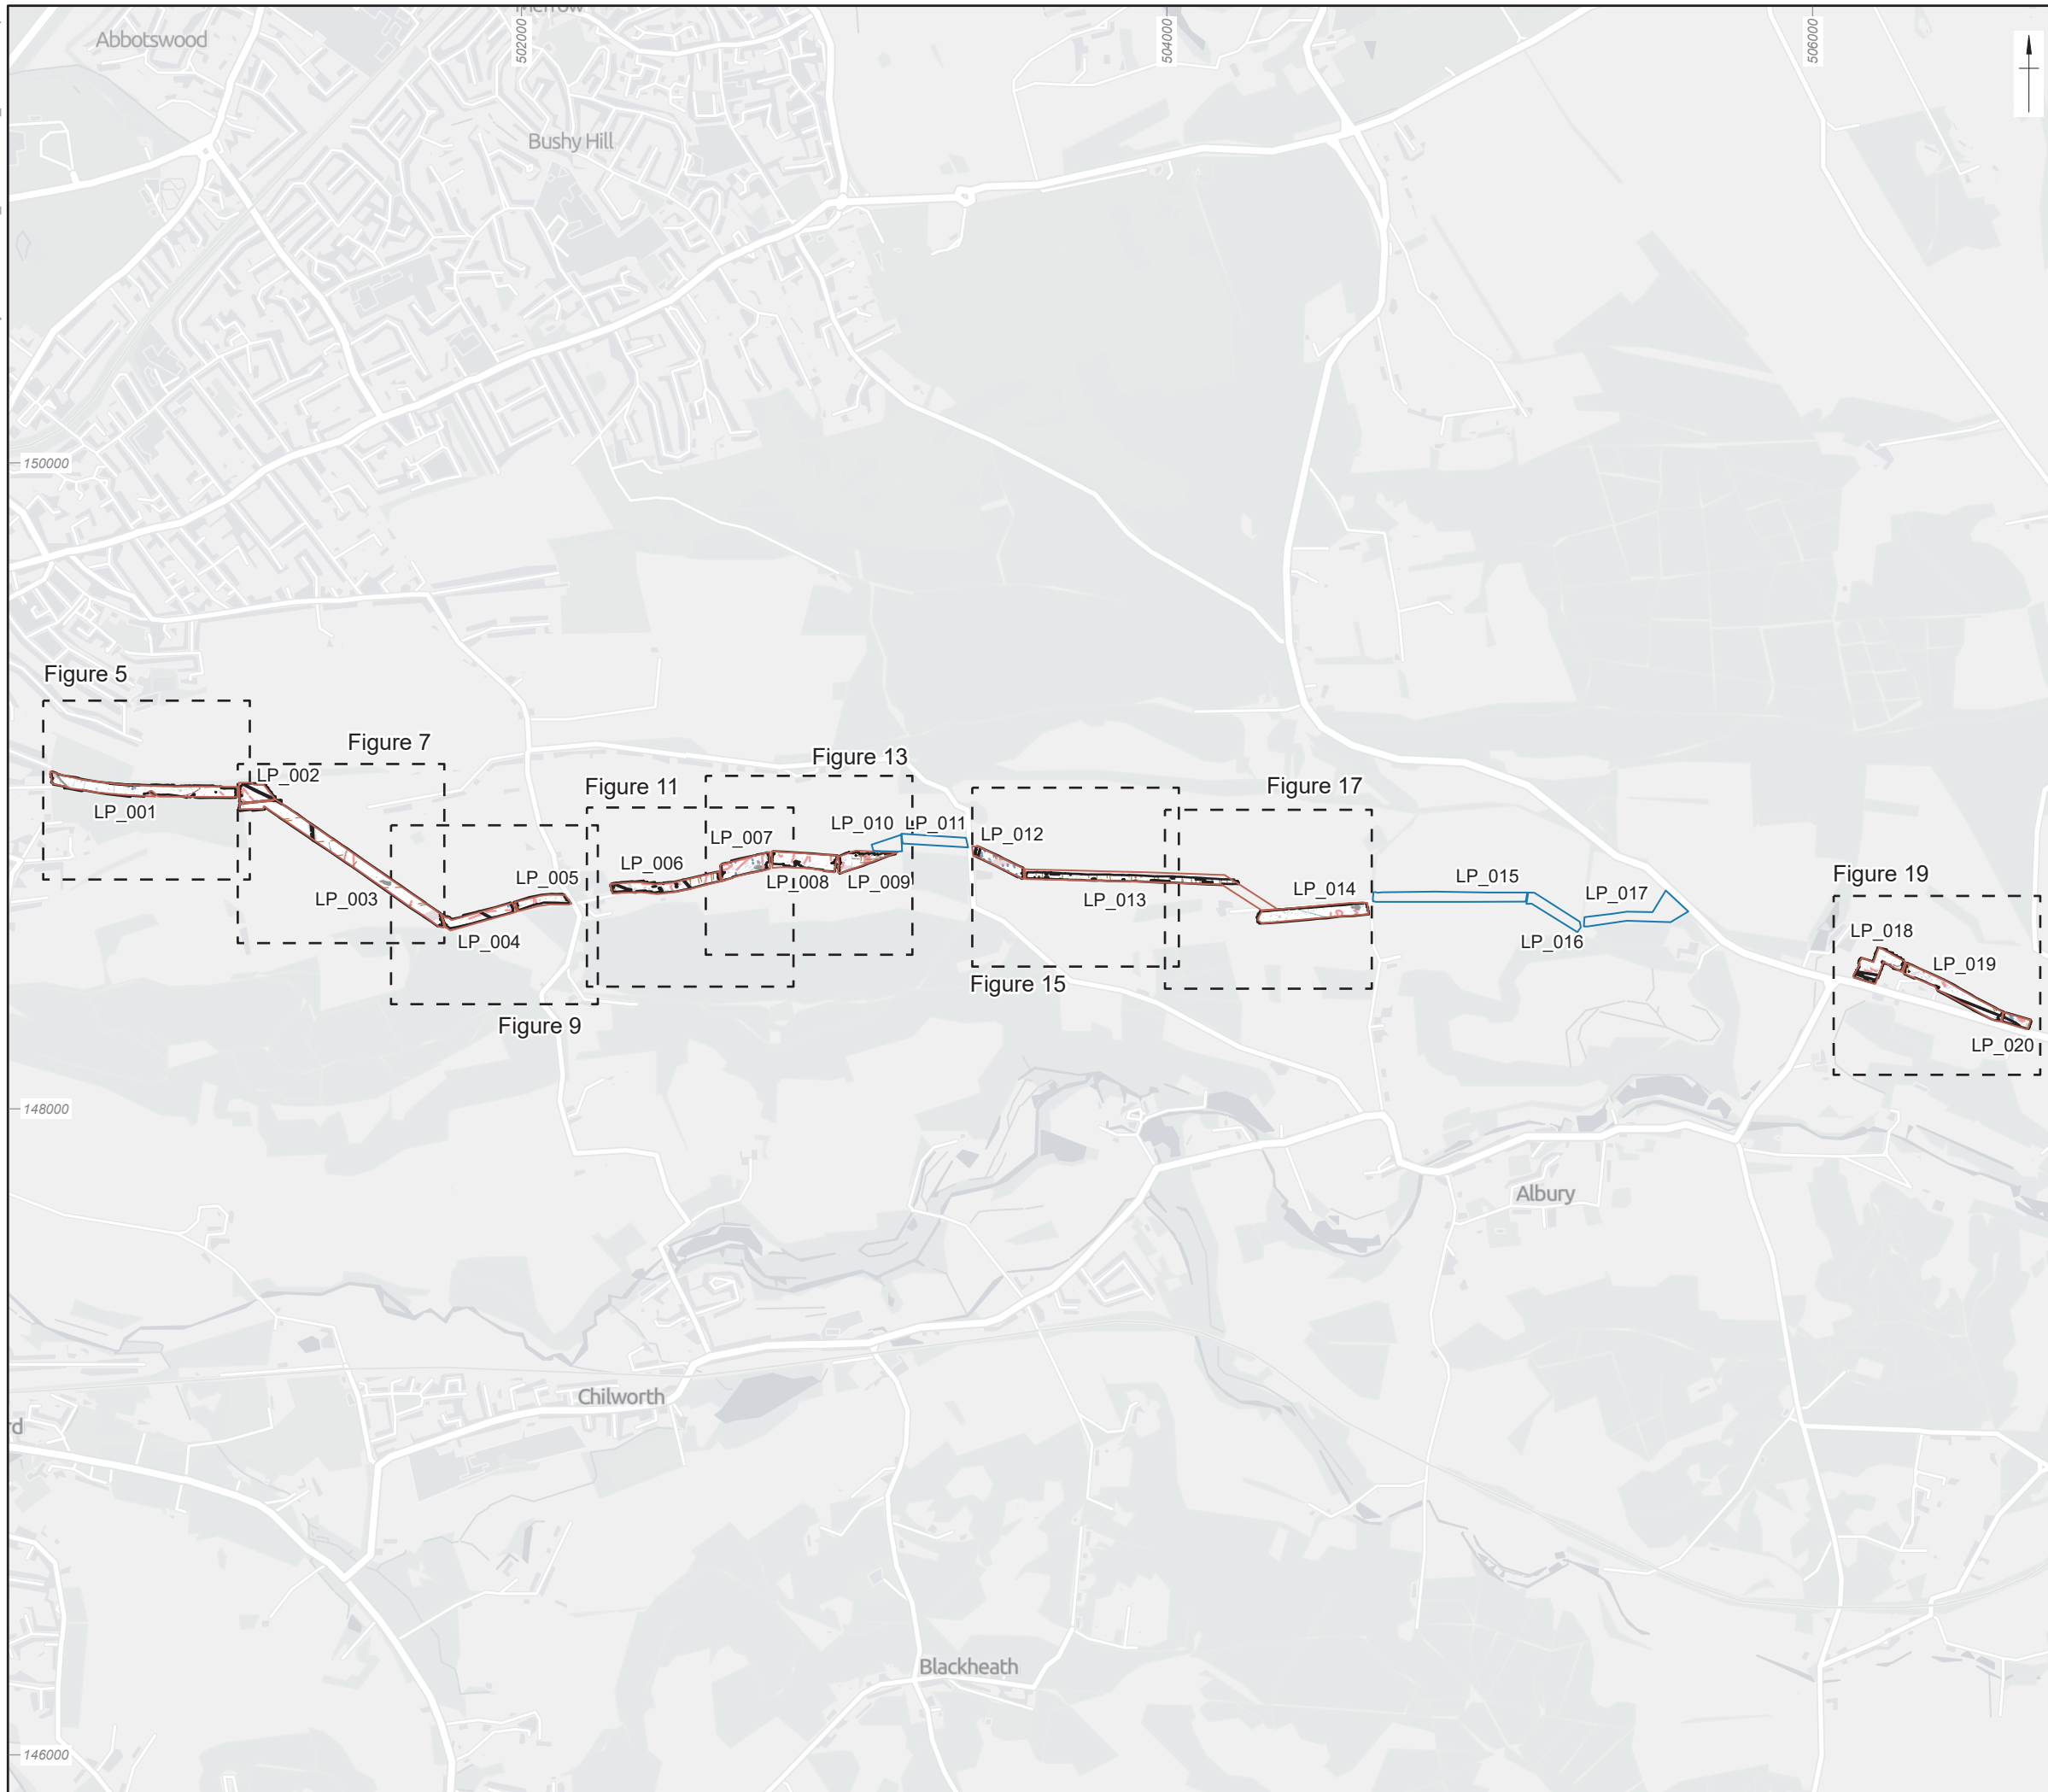 Merrow
Abbotswood
502000
504000
506000
Bushy Hill
150000
Figure 5
Figure 7
Figure 13
Figure 11
Figure 17
LP_002
LP_001
LP_010
LP_011
LP_012
LP_007
LP_006
LP_005
LP_008
LP_009
LP_003
LP_004
LP_013
LP_014
LP_015
LP_017
LP_016
Figure 19
LP_018
LP_019
LP_020
Figure 15
Figure 9
148000
Albury
Chilworth
rd
Blackheath
146000